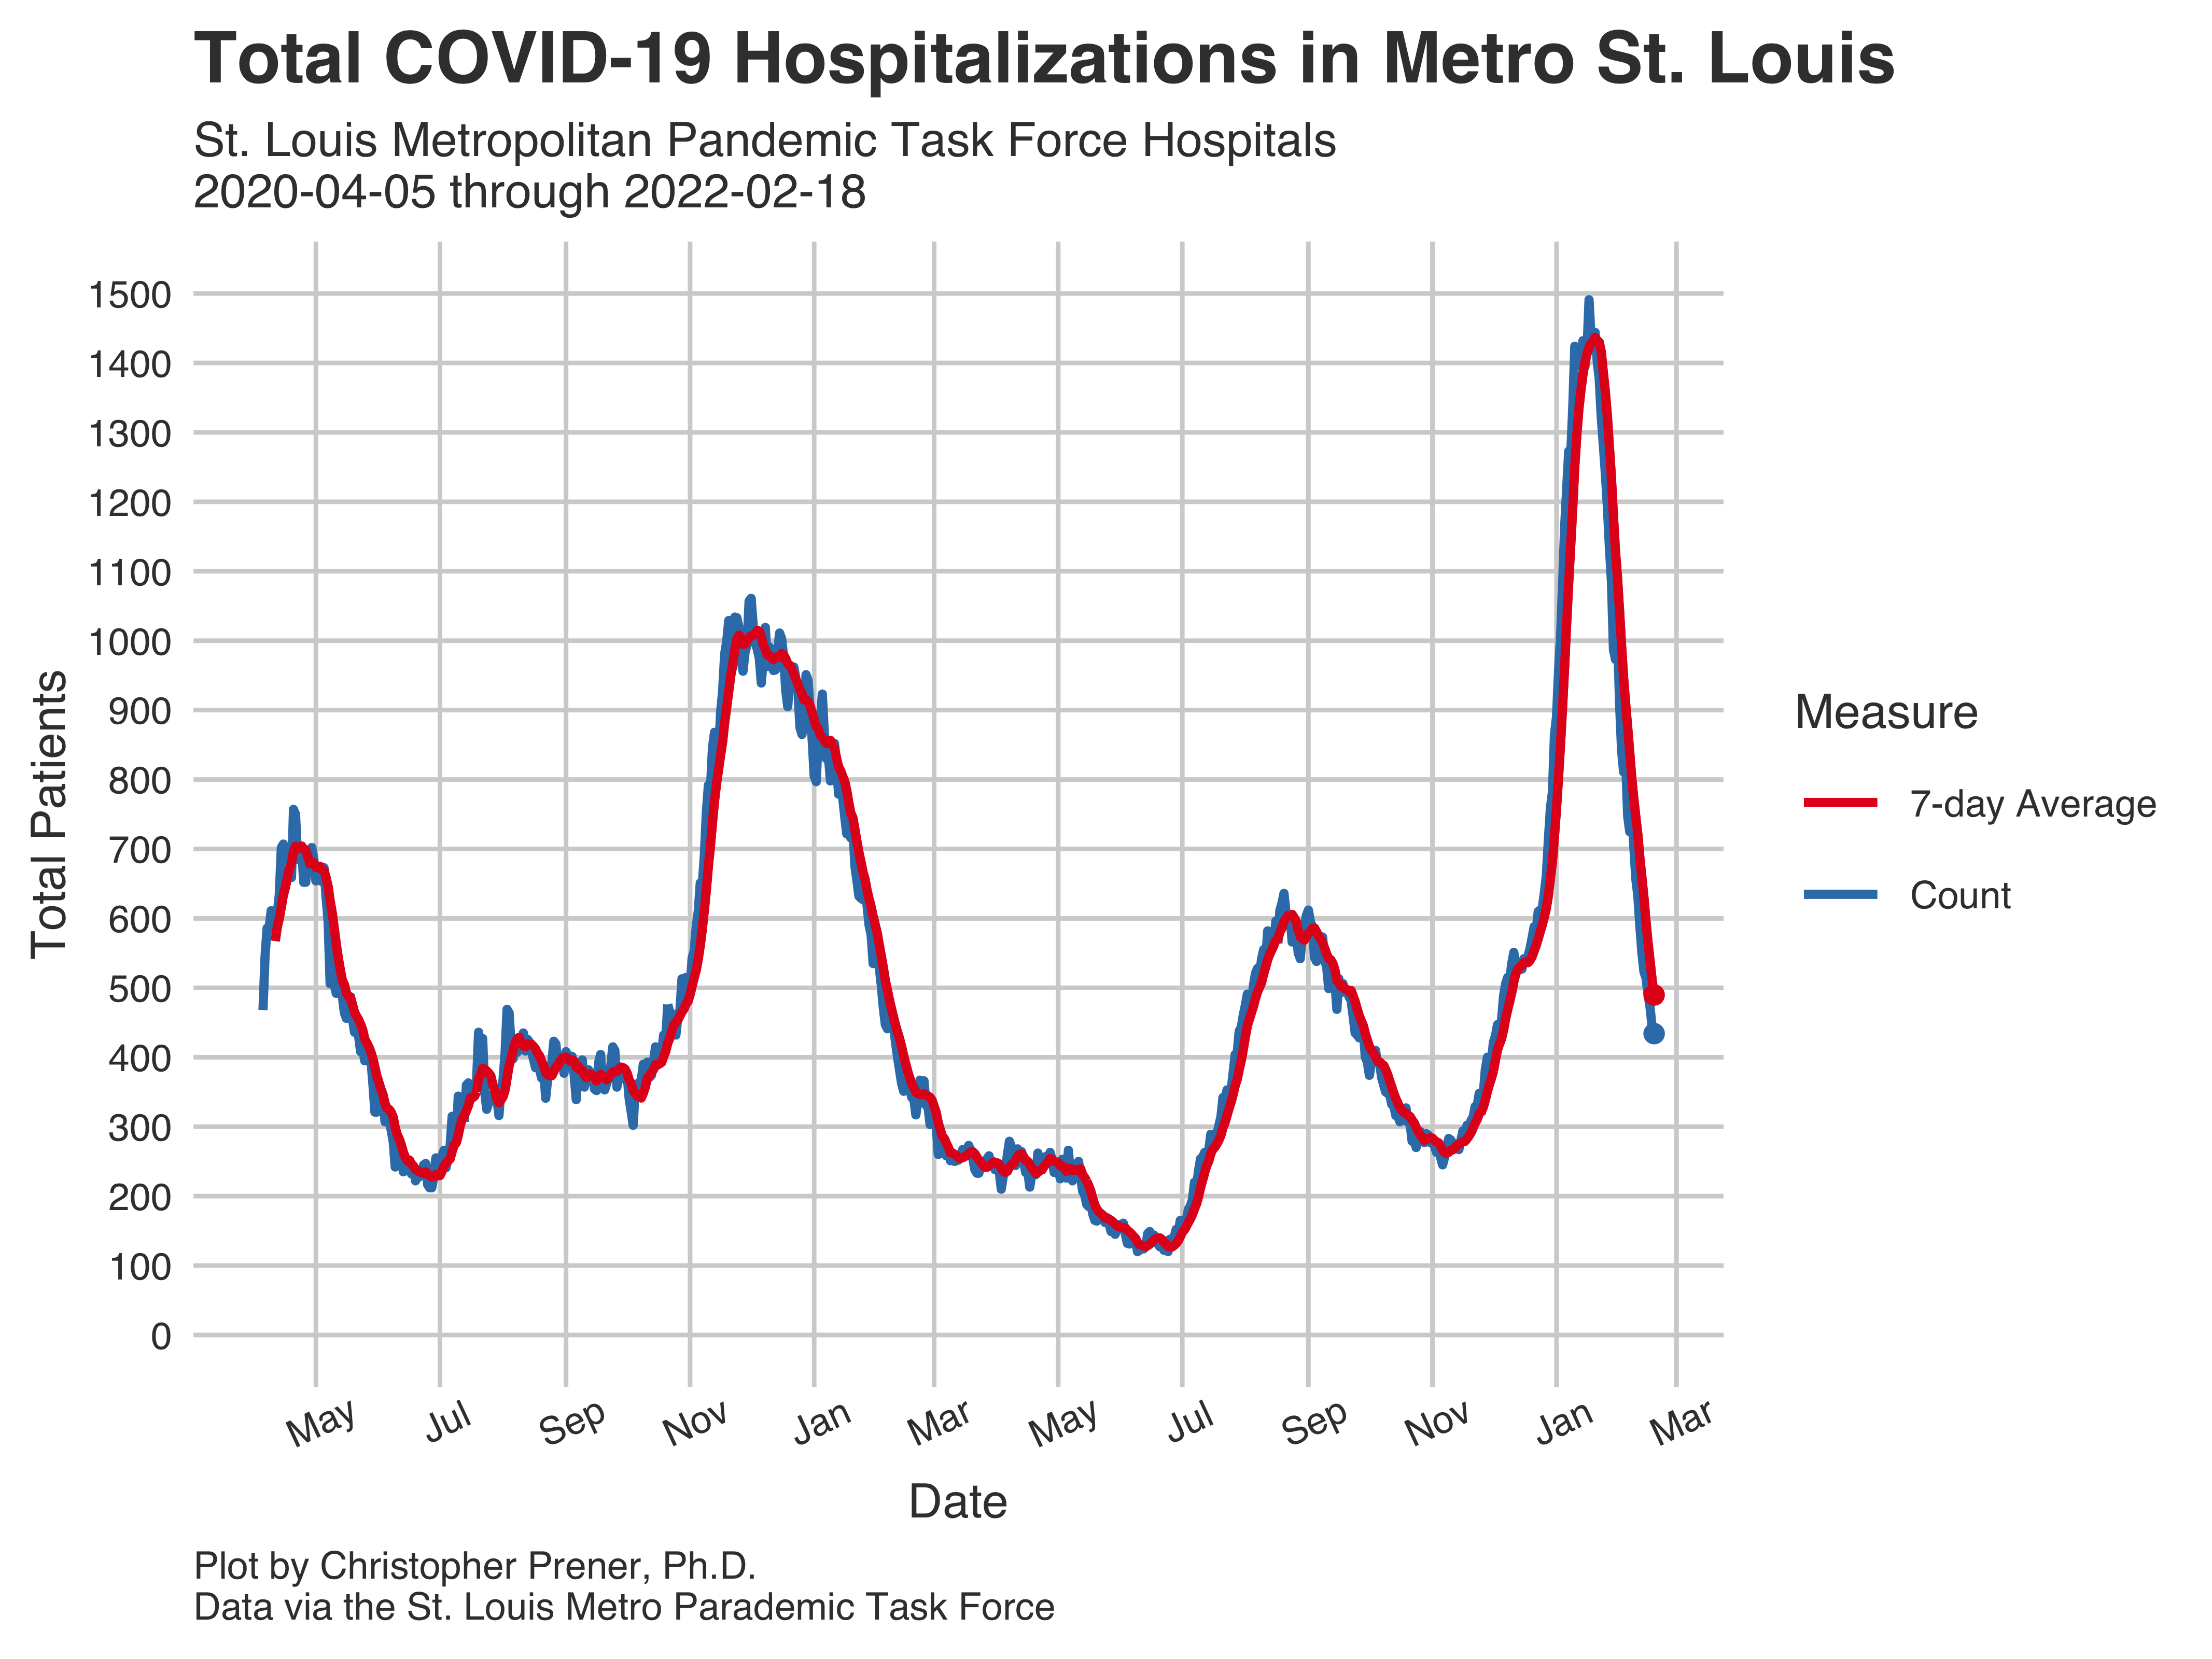 Total COVID-19 Hospitalizations in Metro St. Louis
St. Louis Metropolitan Pandemic Task Force Hospitals
2020-04-05 through 2022-02-18
1500
1400
1300
1200
1100
1000
900
800
700
600
500
400
300
200
100
0
Total Patients
May
Jul
Sep
Nov
Jan
Mar
May
Jul
Sep
Nov
Jan
Mar
Date
Measure
7-day Average
Count
Plot by Christopher Prener, Ph.D.
Data via the St. Louis Metro Parademic Task Force